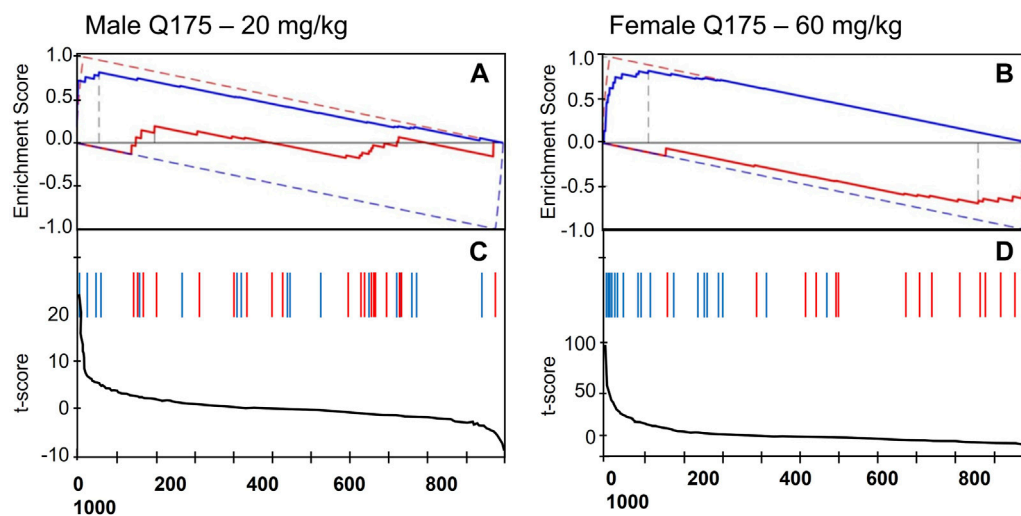 Male Q175 – 20 mg/kg
Female Q175 – 60 mg/kg
Enrichment Score
1.0
0.5
0.0
-0.5
-1.0
A
Enrichment Score
1.0
0.5
0.0
-0.5
-1.0
B
t-score
20
10
0
-10
C
0 200 400 600 800
1000
t-score
100
50
0
D
0 200 400 600 800
1000